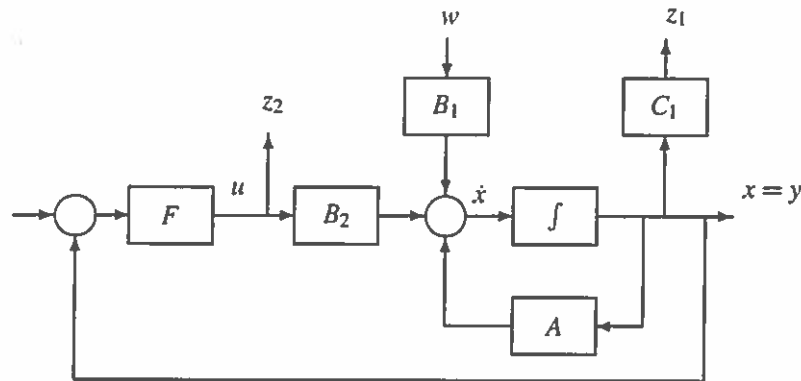 w
z₁
B₁
C₁
z₂
u
ẋ
x = y
F
B₂
∫
A